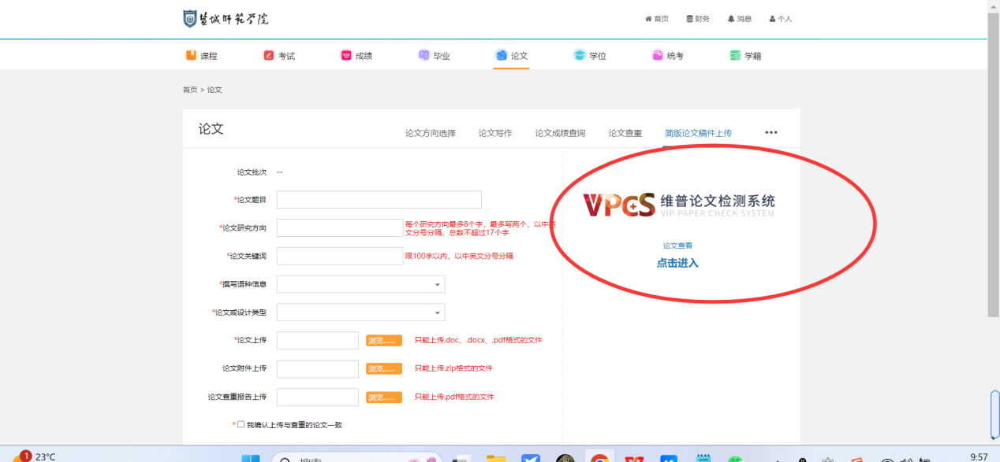 盐城师范学院
首页 财务 消息 个人
课程 考试 成绩 毕业 论文 学位 统考 学籍
首页 > 论文
论文
论文方向选择 论文写作 论文成绩查询 论文查重 简版论文稿件上传 •••
论文批次 --
*论文题目
*论文研究方向 每个研究方向最多8个字，最多写两个，以中英
文分号分隔，总数不超过17个字
*论文关键词 限100字以内，以中英文分号分隔
*撰写语种信息
*论文或设计类型
*论文上传 浏览...... 只能上传.doc、.docx、.pdf格式的文件
论文附件上传 浏览...... 只能上传.zip格式的文件
论文查重报告上传 浏览...... 只能上传.pdf格式的文件
*我确认上传与查重的论文一致
VPCS 维普论文检测系统
VIP PAPER CHECK SYSTEM
论文查看
点击进入
1 23°C 搜索 9:57